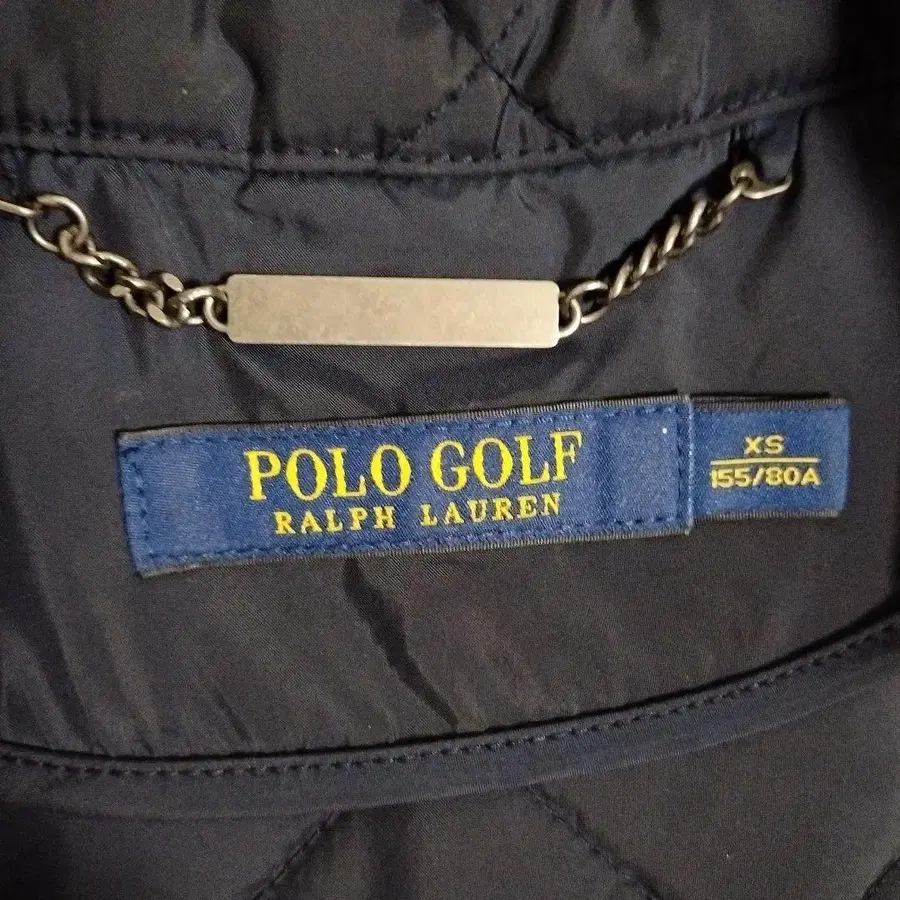 POLO GOLF
RALPH LAUREN
XS
155/80A